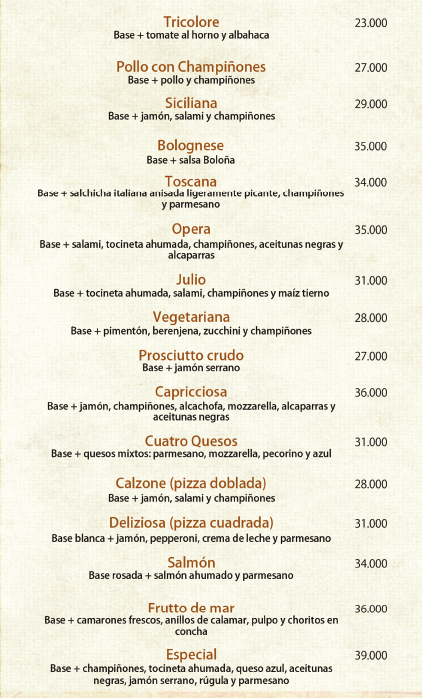 Tricolore 23.000
Base + tomate al horno y albahaca
Pollo con Champiñones 27.000
Base + pollo y champiñones
Siciliana 29.000
Base + jamón, salami y champiñones
Bolognese 35.000
Base + salsa Boloña
Toscana 34.000
Base + salchicha italiana anisada ligeramente picante, champiñones
y parmesano
Opera 35.000
Base + salami, tocineta ahumada, champiñones, aceitunas negras y
alcaparras
Julio 31.000
Base + tocineta ahumada, salami, champiñones y maíz tierno
Vegetariana 28.000
Base + pimentón, berenjena, zucchini y champiñones
Prosciutto crudo 27.000
Base + jamón serrano
Capricciosa 36.000
Base + jamón, champiñones, alcachofa, mozzarella, alcaparras y
aceitunas negras
Cuatro Quesos 31.000
Base + quesos mixtos: parmesano, mozzarella, pecorino y azul
Calzone (pizza doblada) 28.000
Base + jamón, salami y champiñones
Deliziosa (pizza cuadrada) 31.000
Base blanca + jamón, pepperoni, crema de leche y parmesano
Salmón 34.000
Base rosada + salmón ahumado y parmesano
Frutto de mar 36.000
Base + camarones frescos, anillos de calamar, pulpo y choritos en
concha
Especial 39.000
Base + champiñones, tocineta ahumada, queso azul, aceitunas
negras, jamón serrano, rúgula y parmesano